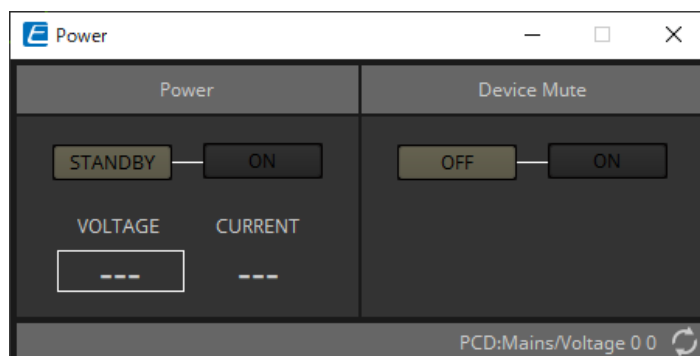 Power
Power
Device Mute
STANDBY
ON
OFF
ON
VOLTAGE
CURRENT
---
---
PCD:Mains/Voltage 0 0